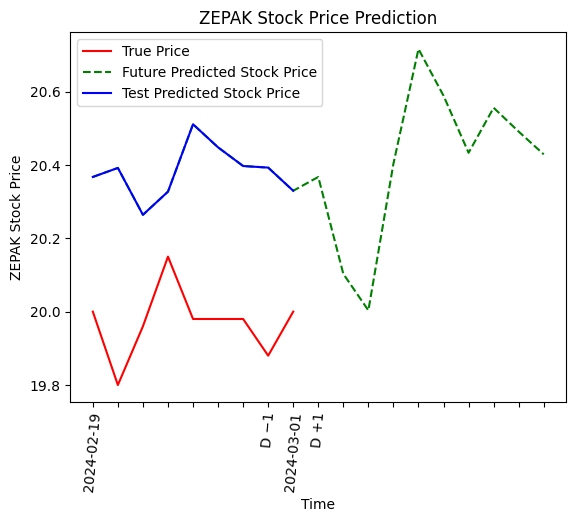 ZEPAK Stock Price Prediction
True Price
Future Predicted Stock Price
Test Predicted Stock Price
ZEPAK Stock Price
20.6
20.4
20.2
20.0
19.8
2024-02-19
D −1
2024-03-01
D +1
Time